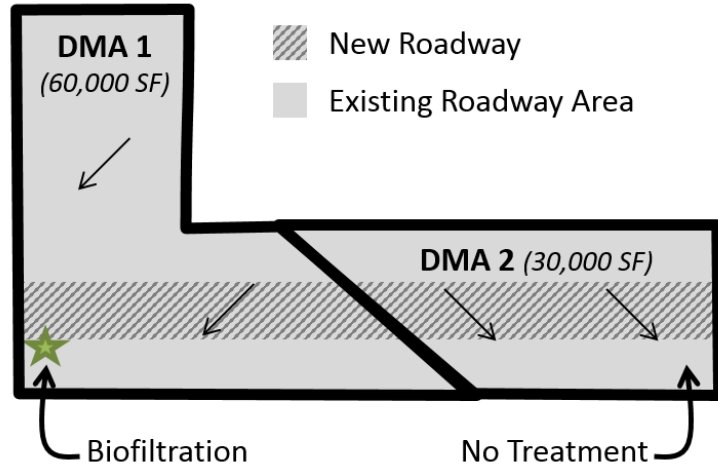 DMA 1
(60,000 SF)
New Roadway
Existing Roadway Area
DMA 2 (30,000 SF)
Biofiltration
No Treatment